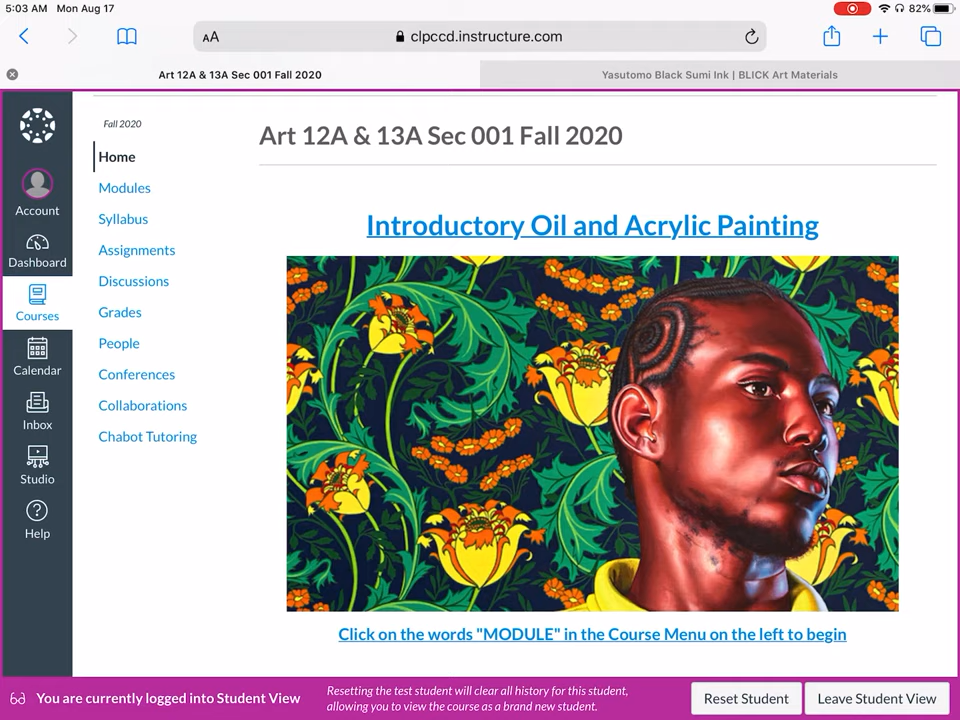 5:03 AM Mon Aug 17
82%
AA
clpccd.instructure.com
Art 12A & 13A Sec 001 Fall 2020
Yasutomo Black Sumi Ink | BLICK Art Materials
Account
Dashboard
Courses
Calendar
Inbox
Studio
Help
Fall 2020
Home
Modules
Syllabus
Assignments
Discussions
Grades
People
Conferences
Collaborations
Chabot Tutoring
Art 12A & 13A Sec 001 Fall 2020
Introductory Oil and Acrylic Painting
Click on the words "MODULE" in the Course Menu on the left to begin
You are currently logged into Student View
Resetting the test student will clear all history for this student,
allowing you to view the course as a brand new student.
Reset Student
Leave Student View